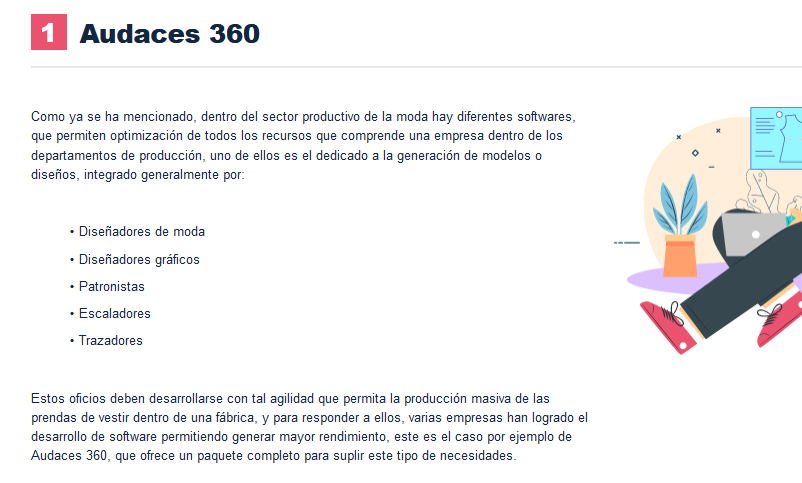 1 Audaces 360
Como ya se ha mencionado, dentro del sector productivo de la moda hay diferentes softwares,
que permiten optimización de todos los recursos que comprende una empresa dentro de los
departamentos de producción, uno de ellos es el dedicado a la generación de modelos o
diseños, integrado generalmente por:
• Diseñadores de moda
• Diseñadores gráficos
• Patronistas
• Escaladores
• Trazadores
Estos oficios deben desarrollarse con tal agilidad que permita la producción masiva de las
prendas de vestir dentro de una fábrica, y para responder a ellos, varias empresas han logrado el
desarrollo de software permitiendo generar mayor rendimiento, este es el caso por ejemplo de
Audaces 360, que ofrece un paquete completo para suplir este tipo de necesidades.